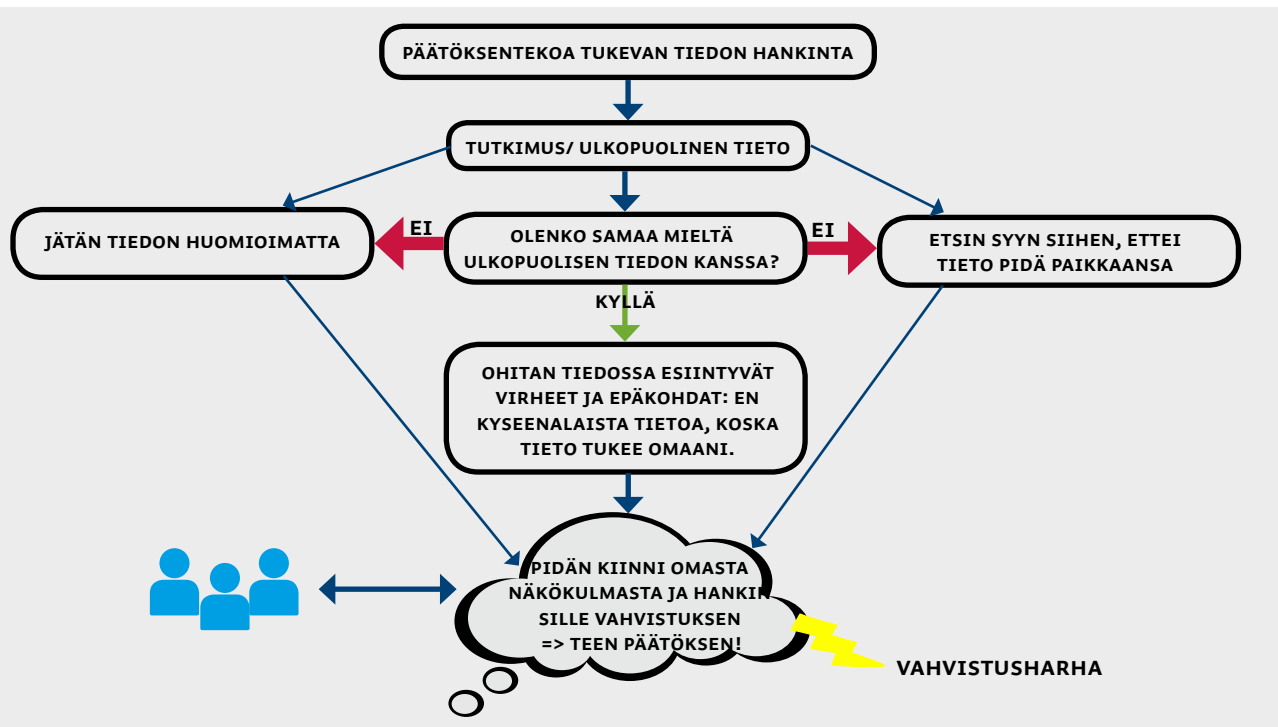 PÄÄTÖKSENTEKOA TUKEVAN TIEDON HANKINTA
TUTKIMUS/ ULKOPUOLINEN TIETO
JÄTÄN TIEDON HUOMIOIMATTA
EI
OLENKO SAMAA MIELTÄ
ULKOPUOLISEN TIEDON KANSSA?
EI
ETSIN SYYN SIIHEN, ETTEI
TIETO PIDÄ PAIKKAANSA
KYLLÄ
OHITAN TIEDOSSA ESIINTYVÄT
VIRHEET JA EPÄKOHDAT: EN
KYSEENALAISTA TIETOA, KOSKA
TIETO TUKEE OMAANI.
PIDÄN KIINNI OMASTA
NÄKÖKULMASTA JA HANKIN
SILLE VAHVISTUKSEN
=> TEEN PÄÄTÖKSEN!
VAHVISTUSHARHA